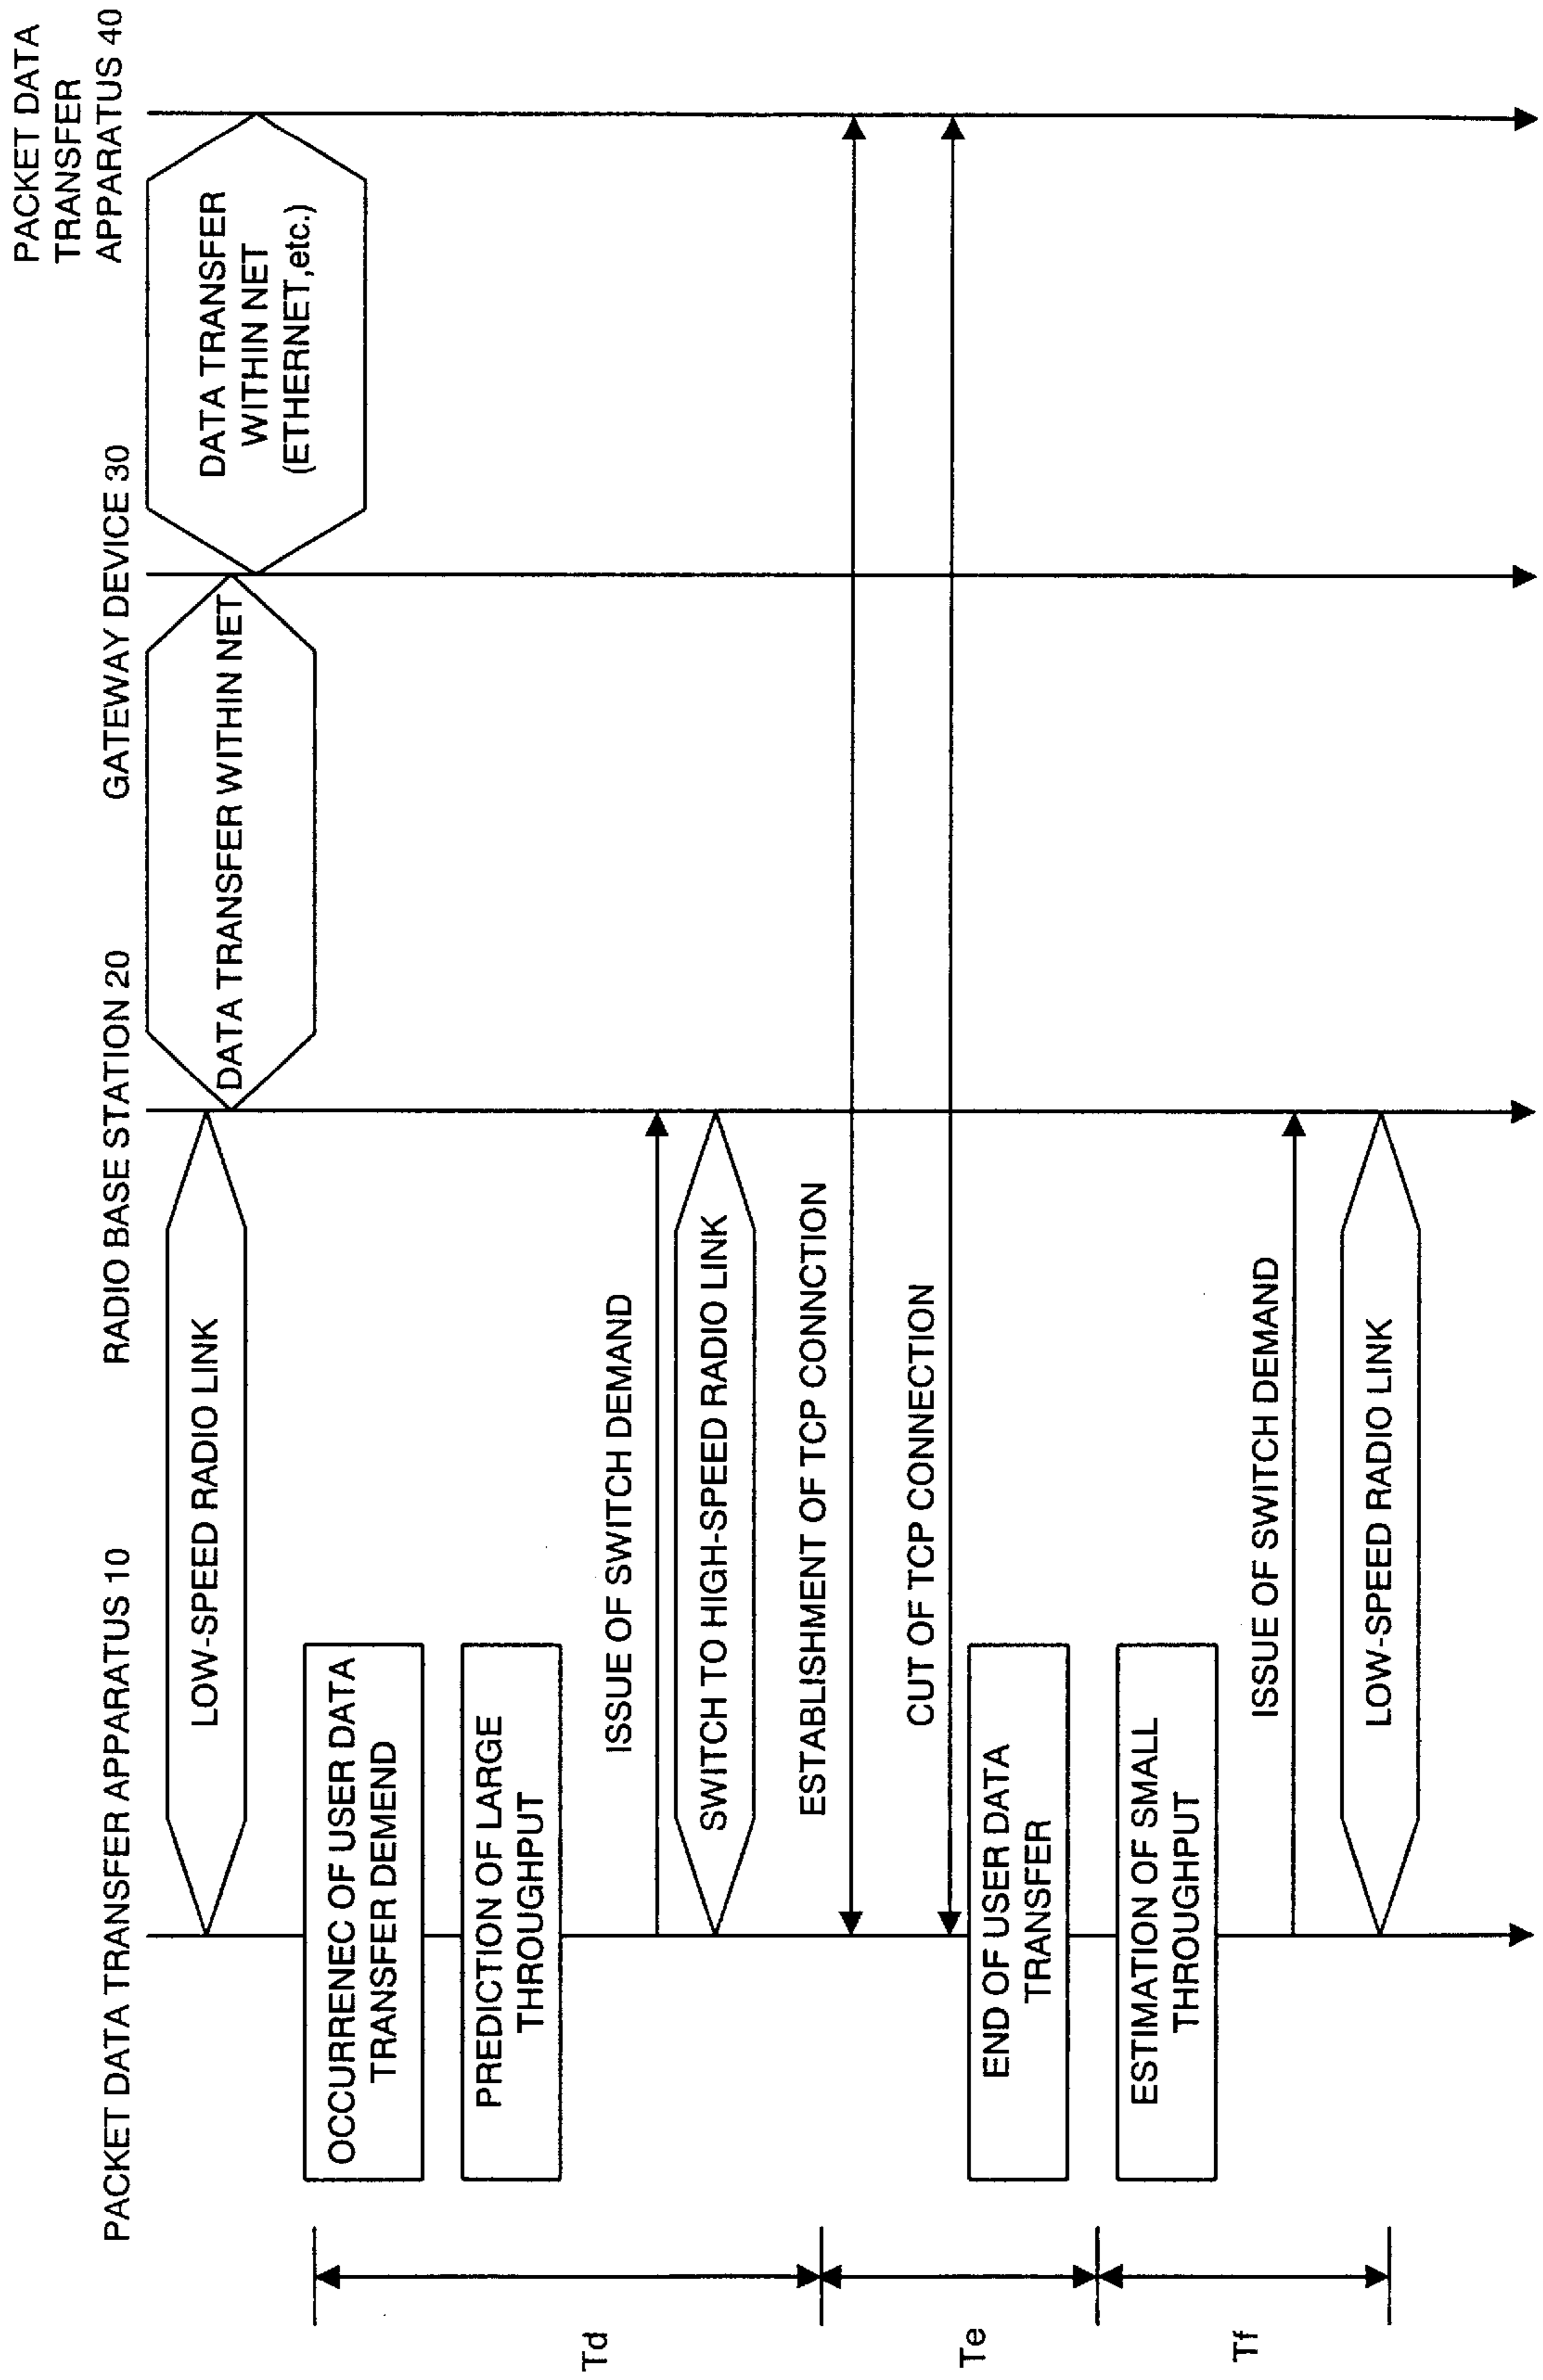 PACKET DATA TRANSFER APPARATUS 10
RADIO BASE STATION 20
GATEWAY DEVICE 30
PACKET DATA
TRANSFER
APPARATUS 40
LOW-SPEED RADIO LINK
DATA TRANSFER WITHIN NET
DATA TRANSFER
WITHIN NET
(ETHERNET,etc.)
OCCURRENEC OF USER DATA
TRANSFER DEMEND
PREDICTION OF LARGE
THROUGHPUT
Td
ISSUE OF SWITCH DEMAND
SWITCH TO HIGH-SPEED RADIO LINK
ESTABLISHMENT OF TCP CONNCTION
CUT OF TCP CONNECTION
Te
END OF USER DATA
TRANSFER
ESTIMATION OF SMALL
THROUGHPUT
Tf
ISSUE OF SWITCH DEMAND
LOW-SPEED RADIO LINK